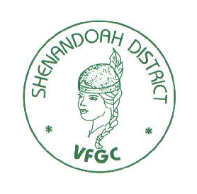 SHENANDOAH DISTRICT
* *
VFGC